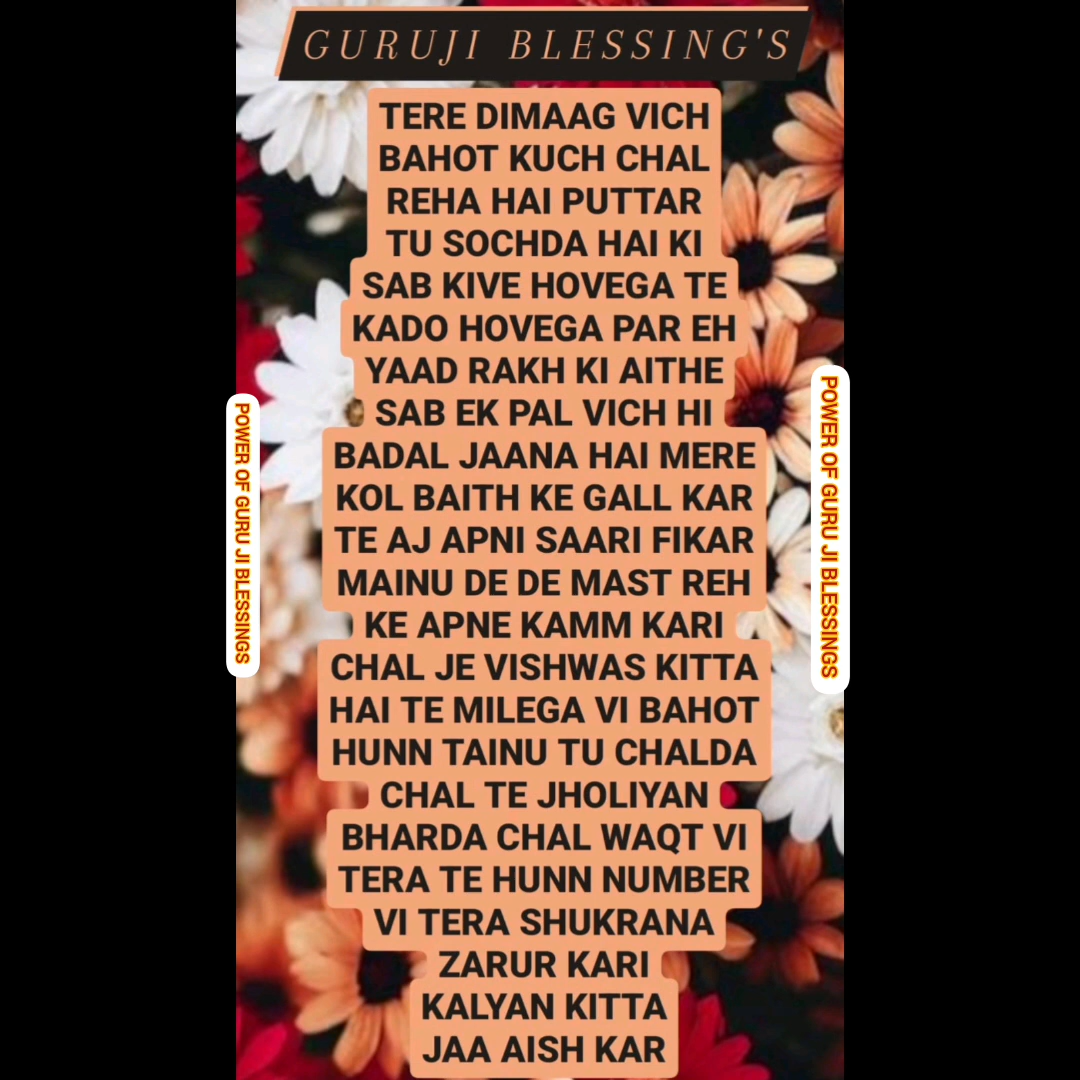 GURUJI BLESSING'S
TERE DIMAAG VICH
BAHOT KUCH CHAL
REHA HAI PUTTAR
TU SOCHDA HAI KI
SAB KIVE HOVEGA TE
KADO HOVEGA PAR EH
YAAD RAKH KI AITHE
SAB EK PAL VICH HI
BADAL JAANA HAI MERE
KOL BAITH KE GALL KAR
TE AJ APNI SAARI FIKAR
MAINU DE DE MAST REH
KE APNE KAMM KARI
CHAL JE VISHWAS KITTA
HAI TE MILEGA VI BAHOT
HUNN TAINU TU CHALDA
CHAL TE JHOLIYAN
BHARDA CHAL WAQT VI
TERA TE HUNN NUMBER
VI TERA SHUKRANA
ZARUR KARI
KALYAN KITTA
JAA AISH KAR
POWER OF GURU JI BLESSINGS
POWER OF GURU JI BLESSINGS